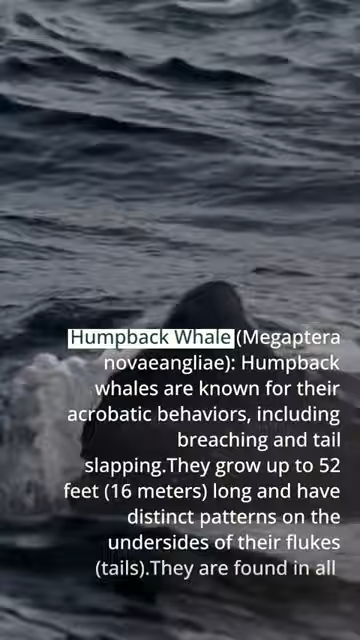 Humpback Whale (Megaptera
novaeangliae): Humpback
whales are known for their
acrobatic behaviors, including
breaching and tail
slapping.They grow up to 52
feet (16 meters) long and have
distinct patterns on the
undersides of their flukes
(tails).They are found in all